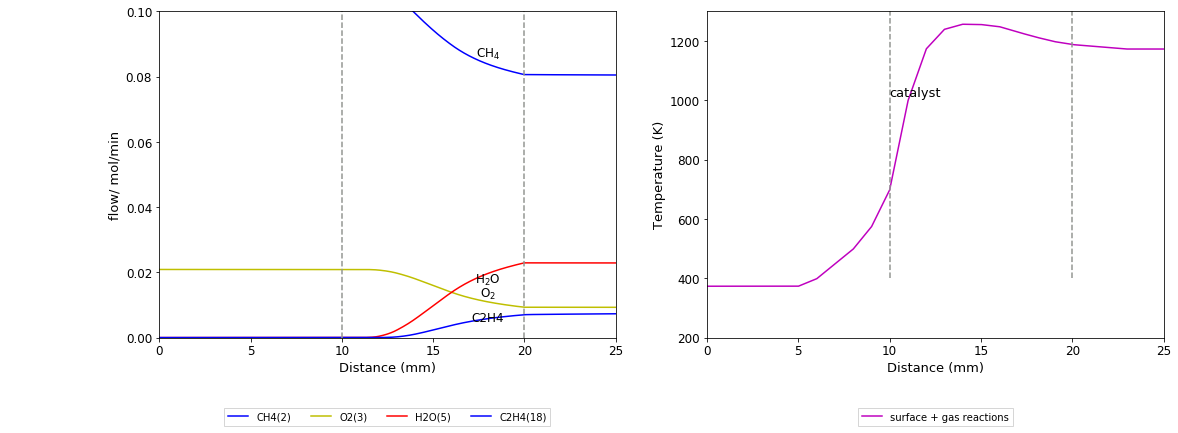 0.10
0.08
0.06
0.04
0.02
0.00
flow/ mol/min
CH₄
H₂O
O₂
C2H4
0 5 10 15 20 25
Distance (mm)
CH4(2) O2(3) H2O(5) C2H4(18)
1200
1000
800
600
400
200
Temperature (K)
catalyst
0 5 10 15 20 25
Distance (mm)
surface + gas reactions